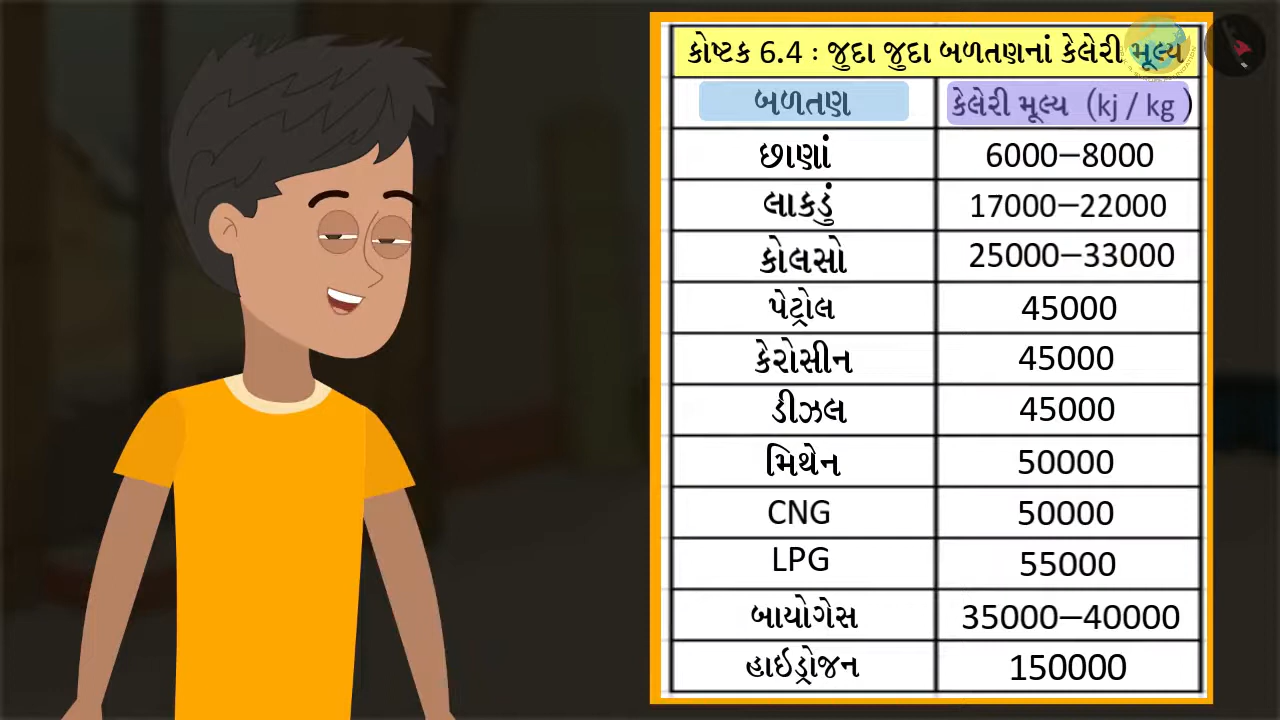 કોષ્ટક 6.4 : જુદા જુદા બળતણનાં કેલેરી મૂલ્ય
બળતણ કેલેરી મૂલ્ય (kj / kg )
છાણાં 6000–8000
લાકડું 17000–22000
કોલસો 25000–33000
પેટ્રોલ 45000
કેરોસીન 45000
ડીઝલ 45000
મિથેન 50000
CNG 50000
LPG 55000
બાયોગેસ 35000–40000
હાઇડ્રોજન 150000